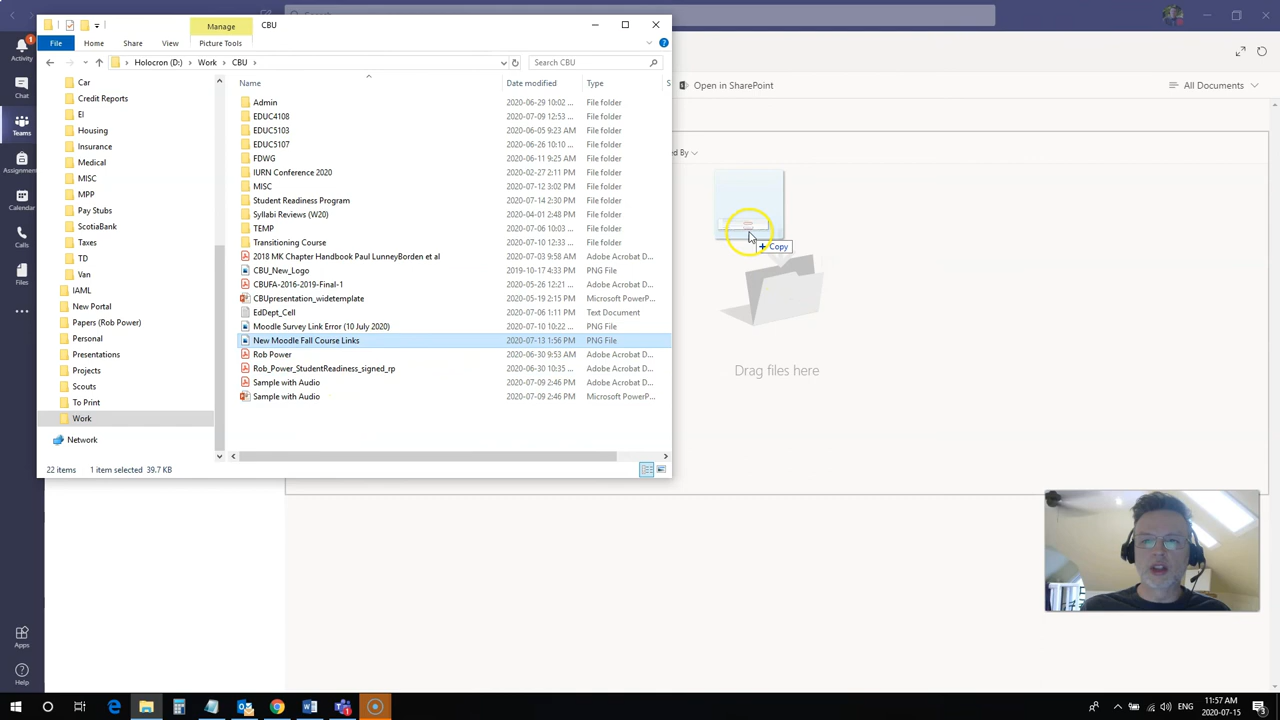 Manage
CBU
File
Home
Share
View
Picture Tools
Holocron (D:)
Work
CBU
Search CBU
Open in SharePoint
All Documents
Activity
Chat
Teams
Assignment
Calendar
Calls
Files
Apps
Help
Car
Credit Reports
EI
Housing
Insurance
Medical
MISC
MPP
Pay Stubs
ScotiaBank
Taxes
TD
Van
IAML
New Portal
Papers (Rob Power)
Personal
Presentations
Projects
Scouts
To Print
Work
Network
Name Date modified Type S
Admin 2020-06-29 10:02 ... File folder
EDUC4108 2020-07-09 12:53 ... File folder
EDUC5103 2020-06-05 9:23 AM File folder
EDUC5107 2020-06-26 10:10 ... File folder
FDWG 2020-06-11 9:25 AM File folder
IURN Conference 2020 2020-02-27 2:11 PM File folder
MISC 2020-07-12 3:02 PM File folder
Student Readiness Program 2020-07-14 2:30 PM File folder
Syllabi Reviews (W20) 2020-04-01 2:48 PM File folder
TEMP 2020-07-06 10:03 ... File folder
Transitioning Course 2020-07-10 12:33 ... File folder
2018 MK Chapter Handbook Paul LunneyBorden et al 2020-07-03 9:58 AM Adobe Acrobat D...
CBU_New_Logo 2019-10-17 4:33 PM PNG File
CBUFA-2016-2019-Final-1 2020-05-26 12:21 ... Adobe Acrobat D...
CBUpresentation_widetemplate 2020-05-19 2:15 PM Microsoft PowerP...
EdDept_Cell 2020-07-06 1:11 PM Text Document
Moodle Survey Link Error (10 July 2020) 2020-07-10 10:22 ... PNG File
New Moodle Fall Course Links 2020-07-13 1:56 PM PNG File
Rob Power 2020-06-30 9:53 AM Adobe Acrobat D...
Rob_Power_StudentReadiness_signed_rp 2020-06-30 10:35 ... Adobe Acrobat D...
Sample with Audio 2020-07-09 2:46 PM Adobe Acrobat D...
Sample with Audio 2020-07-09 2:46 PM Microsoft PowerP...
22 items 1 item selected 39.7 KB
ed By
+ Copy
Drag files here
ENG
11:57 AM
2020-07-15